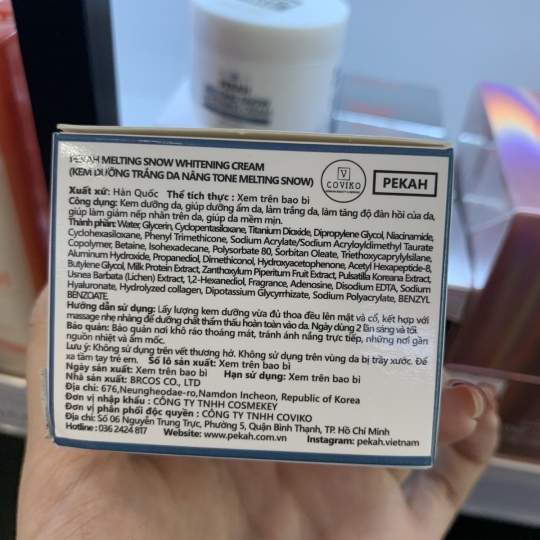 PEKAH MELTING SNOW WHITENING CREAM
(KEM DƯỠNG TRẮNG DA NÂNG TONE MELTING SNOW)
V
COVIKO
PEKAH
Xuất xứ: Hàn Quốc Thể tích thực : Xem trên bao bì
Công dụng: Kem dưỡng da, giúp dưỡng ẩm da, làm trắng da, làm tăng độ đàn hồi của da,
giúp làm giảm nếp nhăn trên da, giúp da mềm mịn.
Thành phần: Water, Glycerin, Cyclopentasiloxane, Titanium Dioxide, Dipropylene Glycol, Niacinamide,
Cyclohexasiloxane, Phenyl Trimethicone, Sodium Acrylate/Sodium Acryloyldimethyl Taurate
Copolymer, Betaine, Isohexadecane, Polysorbate 80, Sorbitan Oleate, Triethoxycaprylylsilane,
Aluminum Hydroxide, Propanediol, Dimethiconol, Hydroxyacetophenone, Acetyl Hexapeptide-8,
Butylene Glycol, Milk Protein Extract, Zanthoxylum Piperitum Fruit Extract, Pulsatilla Koreana Extract,
Usnea Barbata (Lichen) Extract, 1,2-Hexanediol, Fragrance, Adenosine, Disodium EDTA, Sodium
Hyaluronate, Hydrolyzed collagen, Dipotassium Glycyrrhizate, Sodium Polyacrylate, BENZYL
BENZOATE.
Hướng dẫn sử dụng: Lấy lượng kem dưỡng vừa đủ thoa đều lên mặt và cổ, kết hợp với
massage nhẹ nhàng để dưỡng chất thẩm thấu hoàn toàn vào da. Ngày dùng 2 lần sáng và tối.
Bảo quản: Bảo quản nơi khô ráo thoáng mát, tránh ánh nắng trực tiếp, những nơi gần
nguồn nhiệt và ẩm mốc.
Lưu ý: Không sử dụng trên vết thương hở. Không sử dụng trên vùng da bị trầy xước. Để
xa tầm tay trẻ em. Số lô sản xuất: Xem trên bao bì
Ngày sản xuất: Xem trên bao bì Hạn sử dụng: Xem trên bao bì
Nhà sản xuất: BRCOS CO., LTD
Địa chỉ: 676,Neungheodae-ro,Namdon Incheon, Republic of Korea
Đơn vị nhập khẩu : CÔNG TY TNHH COSMEKEY
Đơn vị phân phối độc quyền : CÔNG TY TNHH COVIKO
Địa chỉ: Số 06 Nguyễn Trung Trực, Phường 5, Quận Bình Thạnh, TP. Hồ Chí Minh
Hotline : 036 2424 817 Website: www.pekah.com.vn Instagram: pekah.vietnam